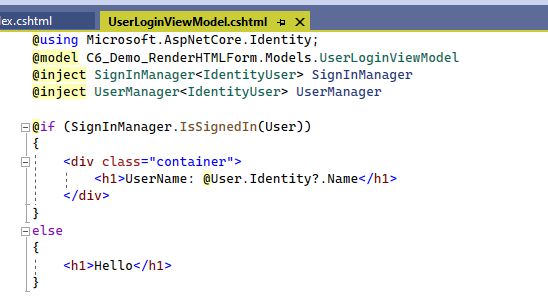 ex.cshtml UserLoginViewModel.cshtml
@using Microsoft.AspNetCore.Identity;
@model C6_Demo_RenderHTMLForm.Models.UserLoginViewModel
@inject SignInManager<IdentityUser> SignInManager
@inject UserManager<IdentityUser> UserManager
@if (SignInManager.IsSignedIn(User))
{
<div class="container">
<h1>UserName: @User.Identity?.Name</h1>
</div>
}
else
{
<h1>Hello</h1>
}